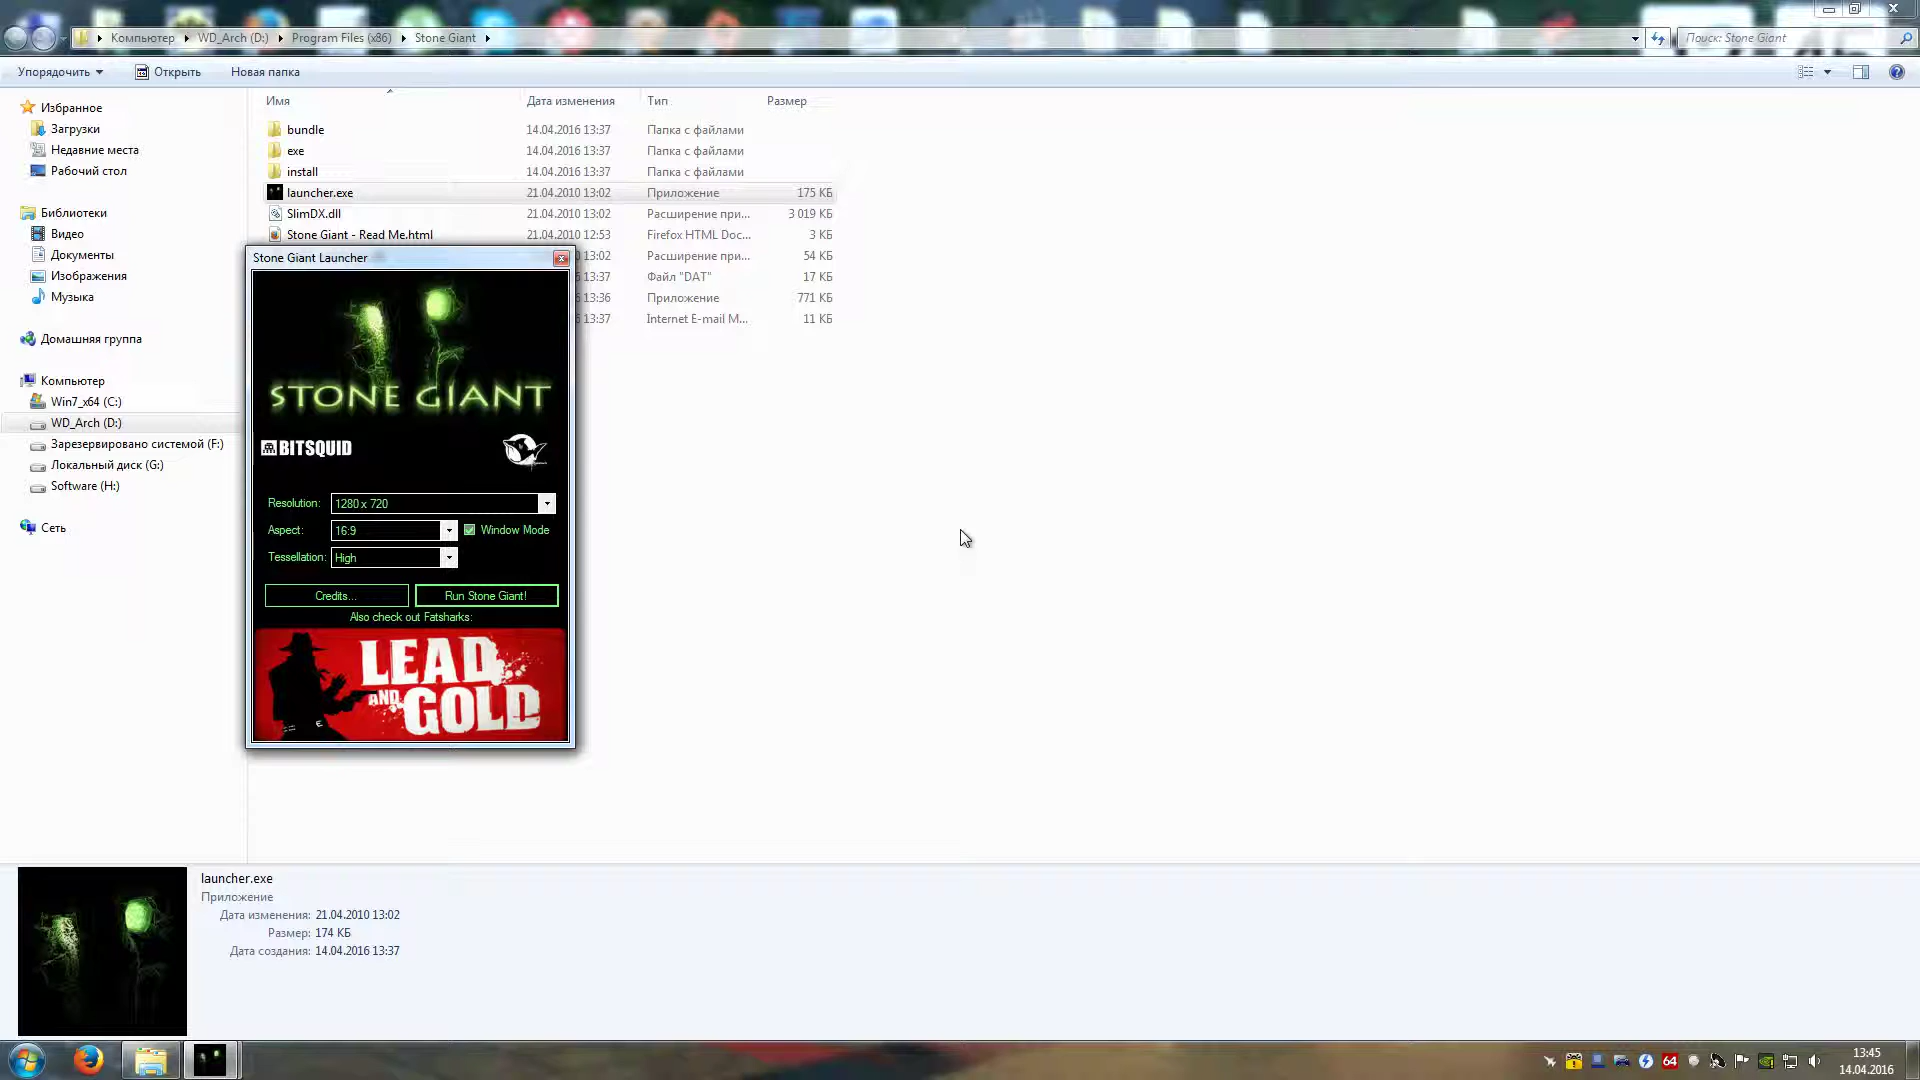 Компьютер WD_Arch (D:) Program Files (x86) Stone Giant
Поиск: Stone Giant
Упорядочить Открыть Новая папка
Имя Дата изменения Тип Размер
Избранное
Загрузки
Недавние места
Рабочий стол
Библиотеки
Видео
Документы
Изображения
Музыка
Домашняя группа
Компьютер
Win7_x64 (C:)
WD_Arch (D:)
Зарезервировано системой (F:)
Локальный диск (G:)
Software (H:)
Сеть
bundle 14.04.2016 13:37 Папка с файлами
exe 14.04.2016 13:37 Папка с файлами
install 14.04.2016 13:37 Папка с файлами
launcher.exe 21.04.2010 13:02 Приложение 175 КБ
SlimDX.dll 21.04.2010 13:02 Расширение при... 3 019 КБ
Stone Giant - Read Me.html 21.04.2010 12:53 Firefox HTML Doc... 3 КБ
13:02 Расширение при... 54 КБ
13:37 Файл "DAT" 17 КБ
13:36 Приложение 771 КБ
13:37 Internet E-mail M... 11 КБ
Stone Giant Launcher
STONE GIANT
BITSQUID
Resolution: 1280 x 720
Aspect: 16:9 Window Mode
Tessellation: High
Credits... Run Stone Giant!
Also check out Fatsharks:
LEAD
AND GOLD
launcher.exe
Приложение
Дата изменения: 21.04.2010 13:02
Размер: 174 КБ
Дата создания: 14.04.2016 13:37
64
13:45
14.04.2016